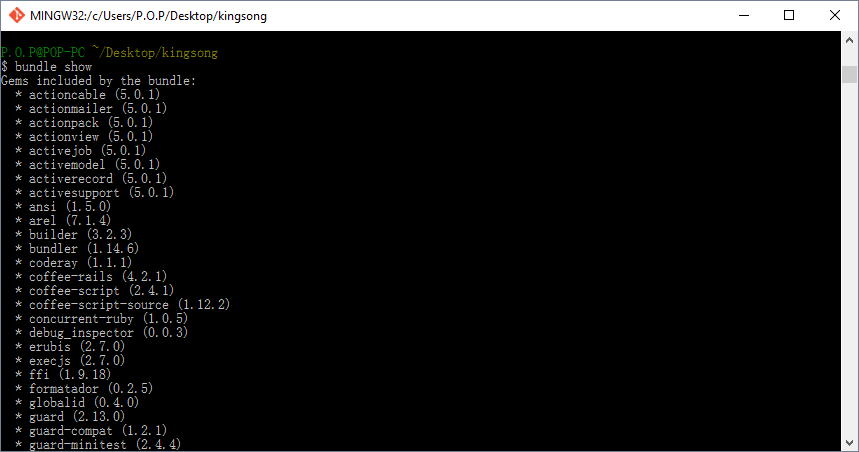 MINGW32:/c/Users/P.O.P/Desktop/kingsong
P.O.P@POP-PC ~/Desktop/kingsong
$ bundle show
Gems included by the bundle:
  * actioncable (5.0.1)
  * actionmailer (5.0.1)
  * actionpack (5.0.1)
  * actionview (5.0.1)
  * activejob (5.0.1)
  * activemodel (5.0.1)
  * activerecord (5.0.1)
  * activesupport (5.0.1)
  * ansi (1.5.0)
  * arel (7.1.4)
  * builder (3.2.3)
  * bundler (1.14.6)
  * coderay (1.1.1)
  * coffee-rails (4.2.1)
  * coffee-script (2.4.1)
  * coffee-script-source (1.12.2)
  * concurrent-ruby (1.0.5)
  * debug_inspector (0.0.3)
  * erubis (2.7.0)
  * execjs (2.7.0)
  * ffi (1.9.18)
  * formatador (0.2.5)
  * globalid (0.4.0)
  * guard (2.13.0)
  * guard-compat (1.2.1)
  * guard-minitest (2.4.4)